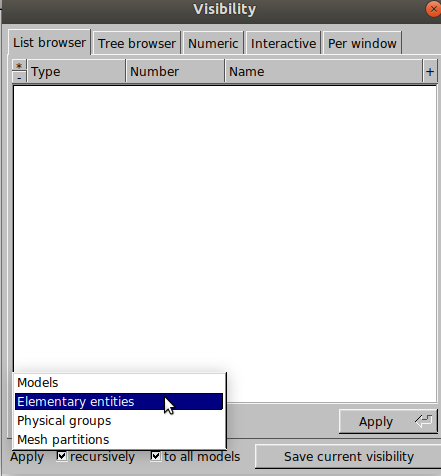 Visibility
List browser Tree browser Numeric Interactive Per window
* Type Number Name +
-
Models
Elementary entities
Physical groups
Mesh partitions
Apply
Apply recursively to all models Save current visibility